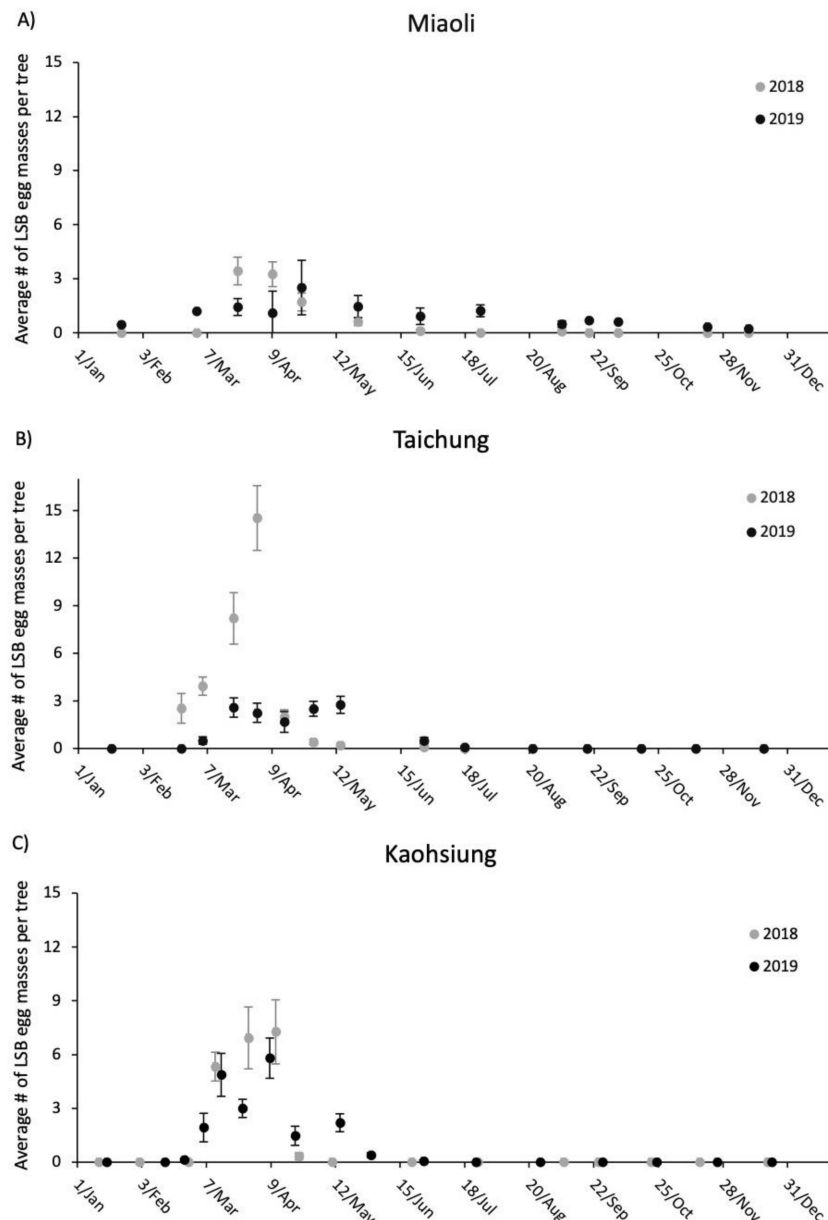 A)
Miaoli
Average # of LSB egg masses per tree
15
12
9
6
3
0
2018
2019
1/Jan
3/Feb
7/Mar
9/Apr
12/May
15/Jun
18/Jul
20/Aug
22/Sep
25/Oct
28/Nov
31/Dec
B)
Taichung
Average # of LSB egg masses per tree
15
12
9
6
3
0
2018
2019
1/Jan
3/Feb
7/Mar
9/Apr
12/May
15/Jun
18/Jul
20/Aug
22/Sep
25/Oct
28/Nov
31/Dec
C)
Kaohsiung
Average # of LSB egg masses per tree
15
12
9
6
3
0
2018
2019
1/Jan
3/Feb
7/Mar
9/Apr
12/May
15/Jun
18/Jul
20/Aug
22/Sep
25/Oct
28/Nov
31/Dec